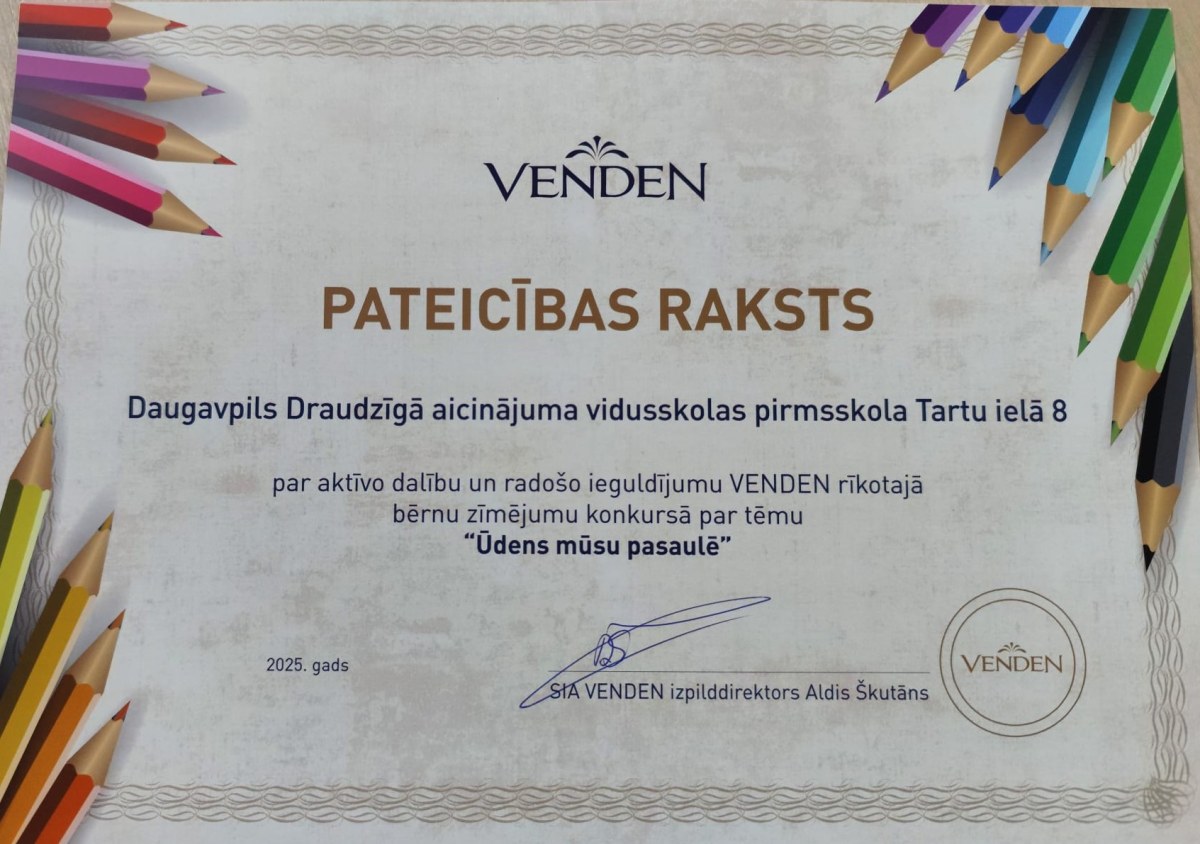 VENDEN
PATEICĪBAS RAKSTS
Daugavpils Draudzīgā aicinājuma vidusskolas pirmsskola Tartu ielā 8
par aktīvo dalību un radošo ieguldījumu VENDEN rīkotajā
bērnu zīmējumu konkursā par tēmu
“Ūdens mūsu pasaulē”
2025. gads
SIA VENDEN izpilddirektors Aldis Škutāns
VENDEN